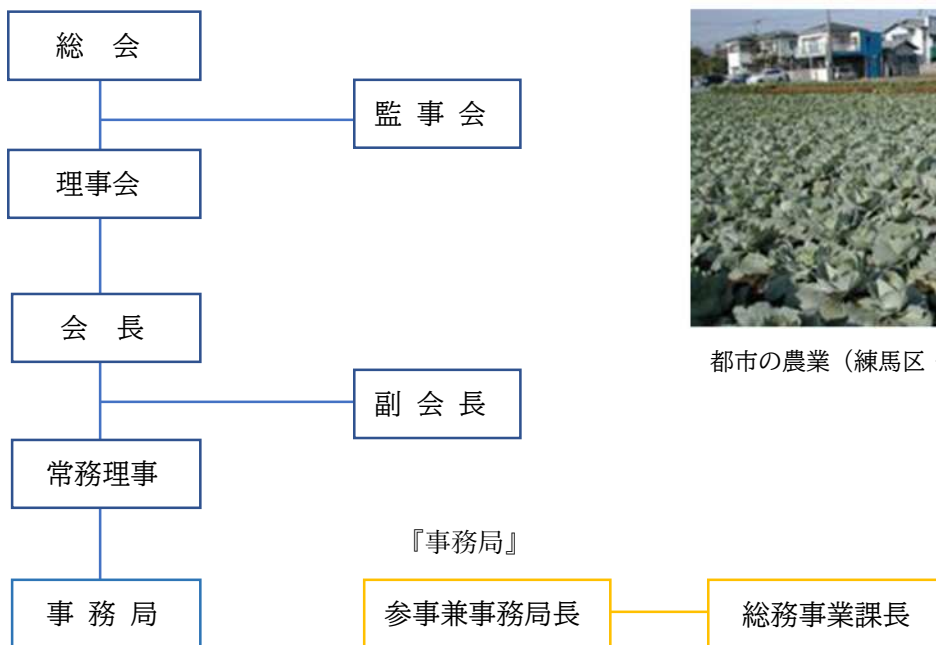 総　会
監 事 会
理事会
会　長
都市の農業（練馬区
副 会 長
常務理事
『事務局』
事 務 局
参事兼事務局長
総務事業課長